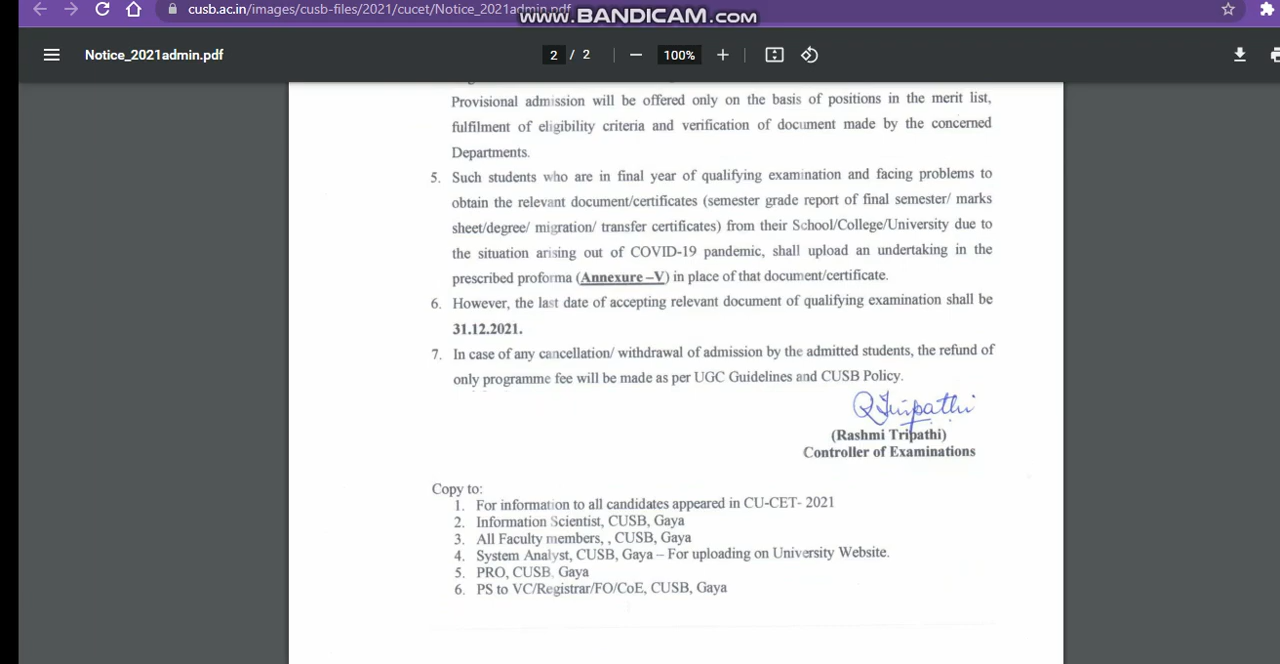 cusb.ac.in/images/cusb-files/2021/cucet/Notice_2021admin.pdf
www.BANDICAM.com
Notice_2021admin.pdf
2 / 2
100%
Provisional admission will be offered only on the basis of positions in the merit list,
fulfilment of eligibility criteria and verification of document made by the concerned
Departments.
5. Such students who are in final year of qualifying examination and facing problems to
obtain the relevant document/certificates (semester grade report of final semester/ marks
sheet/degree/ migration/ transfer certificates) from their School/College/University due to
the situation arising out of COVID-19 pandemic, shall upload an undertaking in the
prescribed proforma (Annexure –V) in place of that document/certificate.
6. However, the last date of accepting relevant document of qualifying examination shall be
31.12.2021.
7. In case of any cancellation/ withdrawal of admission by the admitted students, the refund of
only programme fee will be made as per UGC Guidelines and CUSB Policy.
RTripathi
(Rashmi Tripathi)
Controller of Examinations
Copy to:
1. For information to all candidates appeared in CU-CET- 2021
2. Information Scientist, CUSB, Gaya
3. All Faculty members, , CUSB, Gaya
4. System Analyst, CUSB, Gaya – For uploading on University Website.
5. PRO, CUSB, Gaya
6. PS to VC/Registrar/FO/CoE, CUSB, Gaya